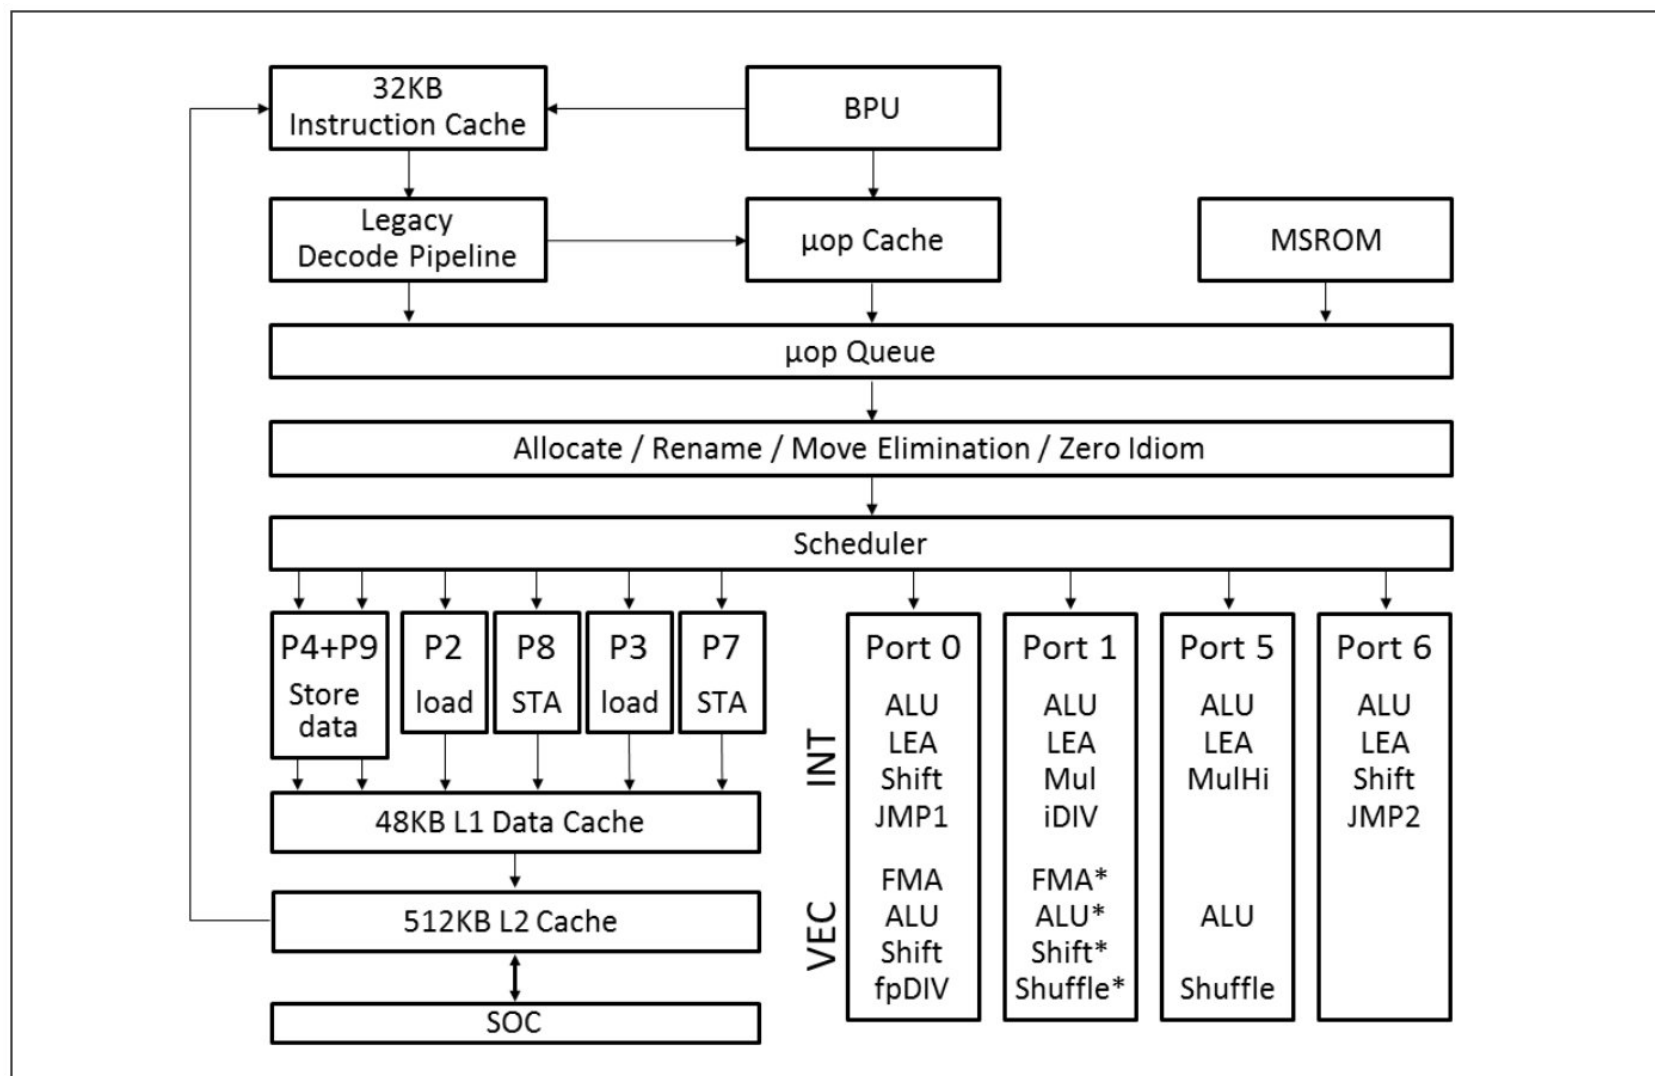 32KB
Instruction Cache
BPU
Legacy
Decode Pipeline
µop Cache
MSROM
µop Queue
Allocate / Rename / Move Elimination / Zero Idiom
Scheduler
P4+P9
Store
data
P2
load
P8
STA
P3
load
P7
STA
48KB L1 Data Cache
512KB L2 Cache
SOC
INT
VEC
Port 0
ALU
LEA
Shift
JMP1
FMA
ALU
Shift
fpDIV
Port 1
ALU
LEA
Mul
iDIV
FMA*
ALU*
Shift*
Shuffle*
Port 5
ALU
LEA
MulHi
ALU
Shuffle
Port 6
ALU
LEA
Shift
JMP2